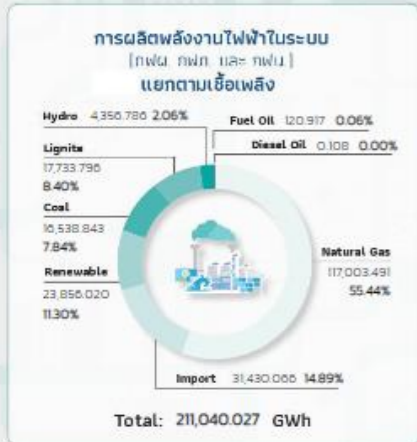 การผลิตพลังงานไฟฟ้าในระบบ
[กฟผ. กฟภ. และ กฟน.]
แยกตามเชื้อเพลิง
Hydro 4,356.786 2.06%
Fuel Oil 120.917 0.06%
Diesel Oil 0.108 0.00%
Lignite
17,733.796
8.40%
Coal
16,538.843
7.84%
Renewable
23,856.020
11.30%
Natural Gas
117,003.491
55.44%
Import 31,430.066 14.89%
Total: 211,040.027 GWh